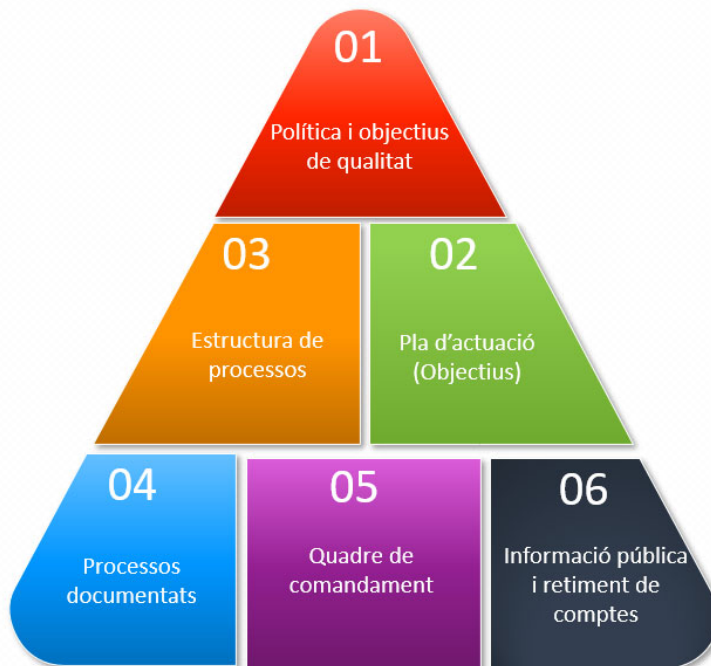 01
Política i objectius
de qualitat
03
Estructura de
processos
02
Pla d'actuació
(Objectius)
04
Processos
documentats
05
Quadre de
comandament
06
Informació pública
i retiment de
comptes